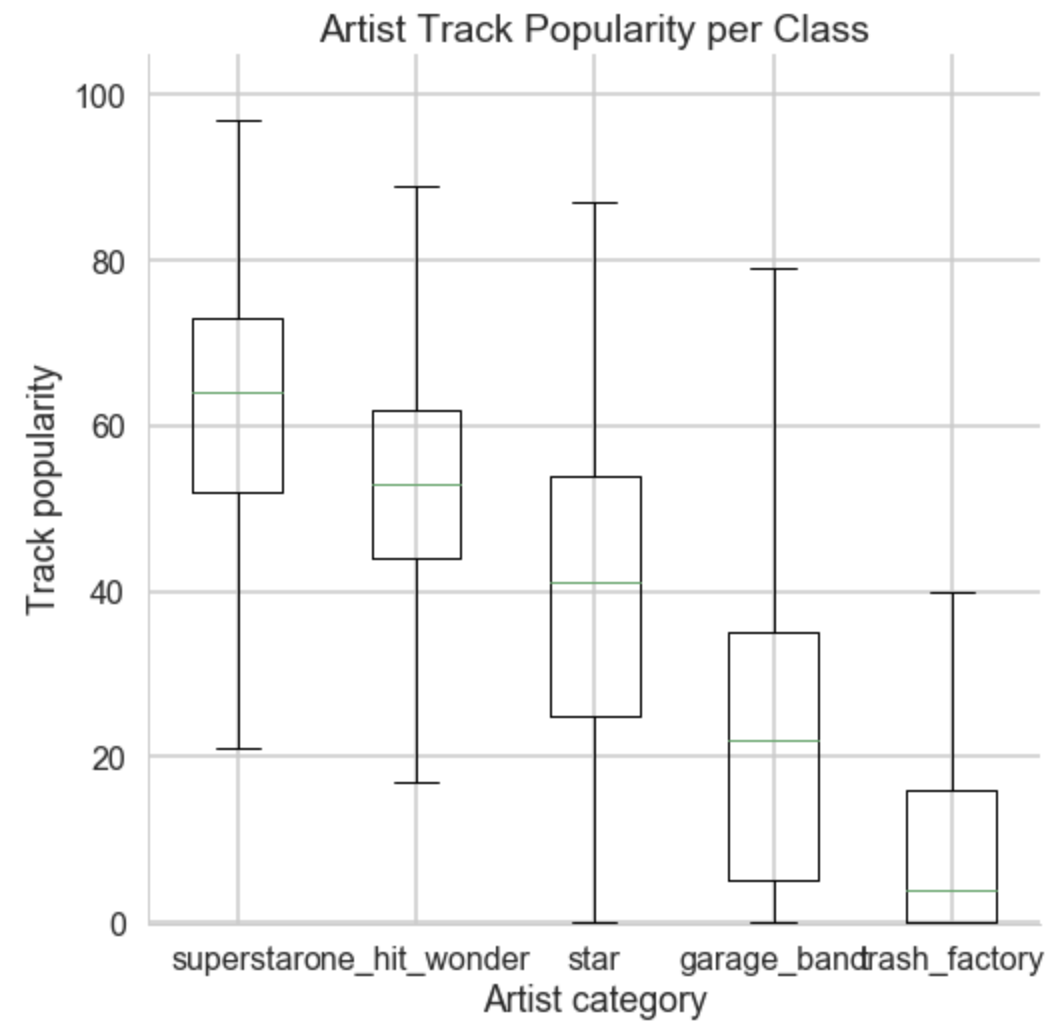 Artist Track Popularity per Class
100
80
60
40
20
0
Track popularity
superstar one_hit_wonder star garage_band trash_factory
Artist category